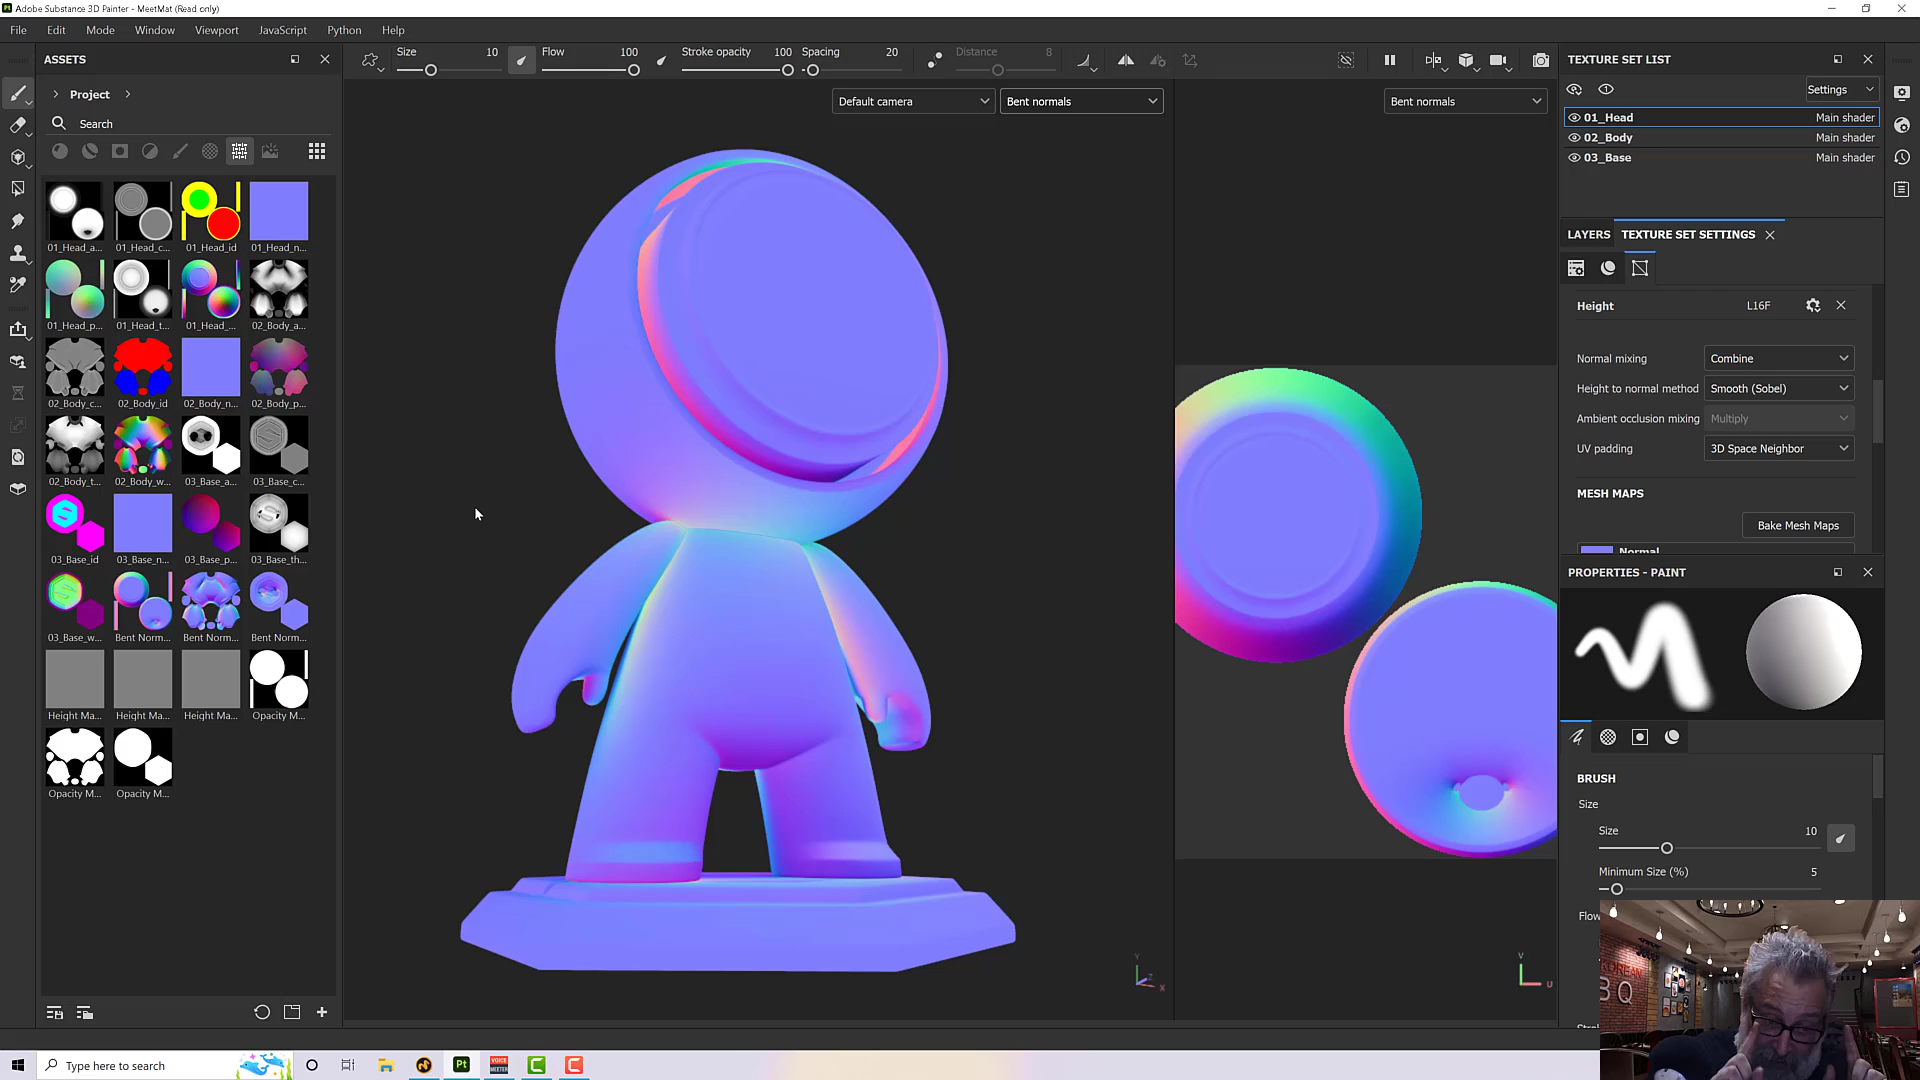 Adobe Substance 3D Painter - MeetMat (Read only)
File Edit Mode Window Viewport JavaScript Python Help
ASSETS
Size 10 Flow 100 Stroke opacity 100 Spacing 20 Distance 8
Project
Search
01_Head_a... 01_Head_c... 01_Head_id 01_Head_n...
01_Head_p... 01_Head_t... 01_Head_... 02_Body_a...
02_Body_c... 02_Body_id 02_Body_n... 02_Body_p...
02_Body_t... 02_Body_w... 03_Base_a... 03_Base_c...
03_Base_id 03_Base_n... 03_Base_p... 03_Base_th...
03_Base_w... Bent Norm... Bent Norm... Bent Norm...
Height Ma... Height Ma... Height Ma... Opacity M...
Opacity M... Opacity M...
Default camera Bent normals
Bent normals
TEXTURE SET LIST
Settings
01_Head Main shader
02_Body Main shader
03_Base Main shader
LAYERS TEXTURE SET SETTINGS
Height L16F
Normal mixing Combine
Height to normal method Smooth (Sobel)
Ambient occlusion mixing Multiply
UV padding 3D Space Neighbor
MESH MAPS
Bake Mesh Maps
Normal
PROPERTIES - PAINT
BRUSH
Size
Size 10
Minimum Size (%) 5
Flow
Y
Z
X
V
U
KOREAN
BQ
Type here to search
Pt
VOICE
MEETER